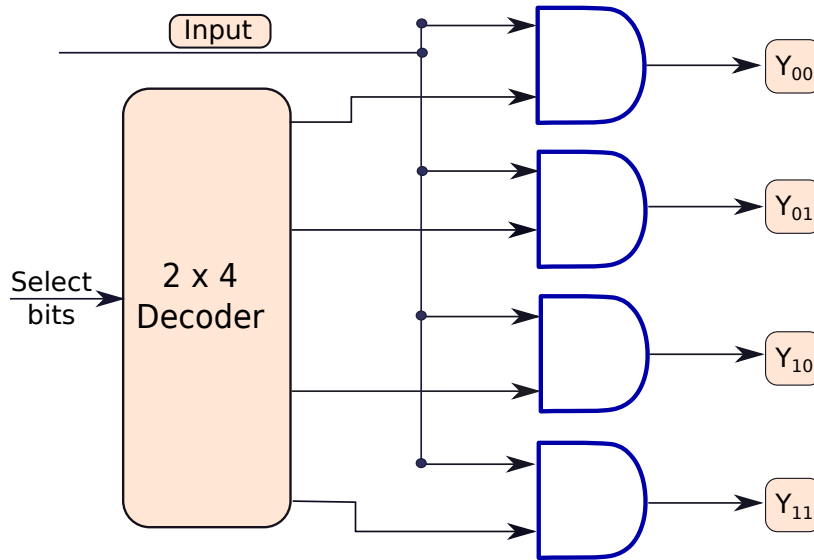 Input
Y00
Y01
Select
bits
2 x 4
Decoder
Y10
Y11